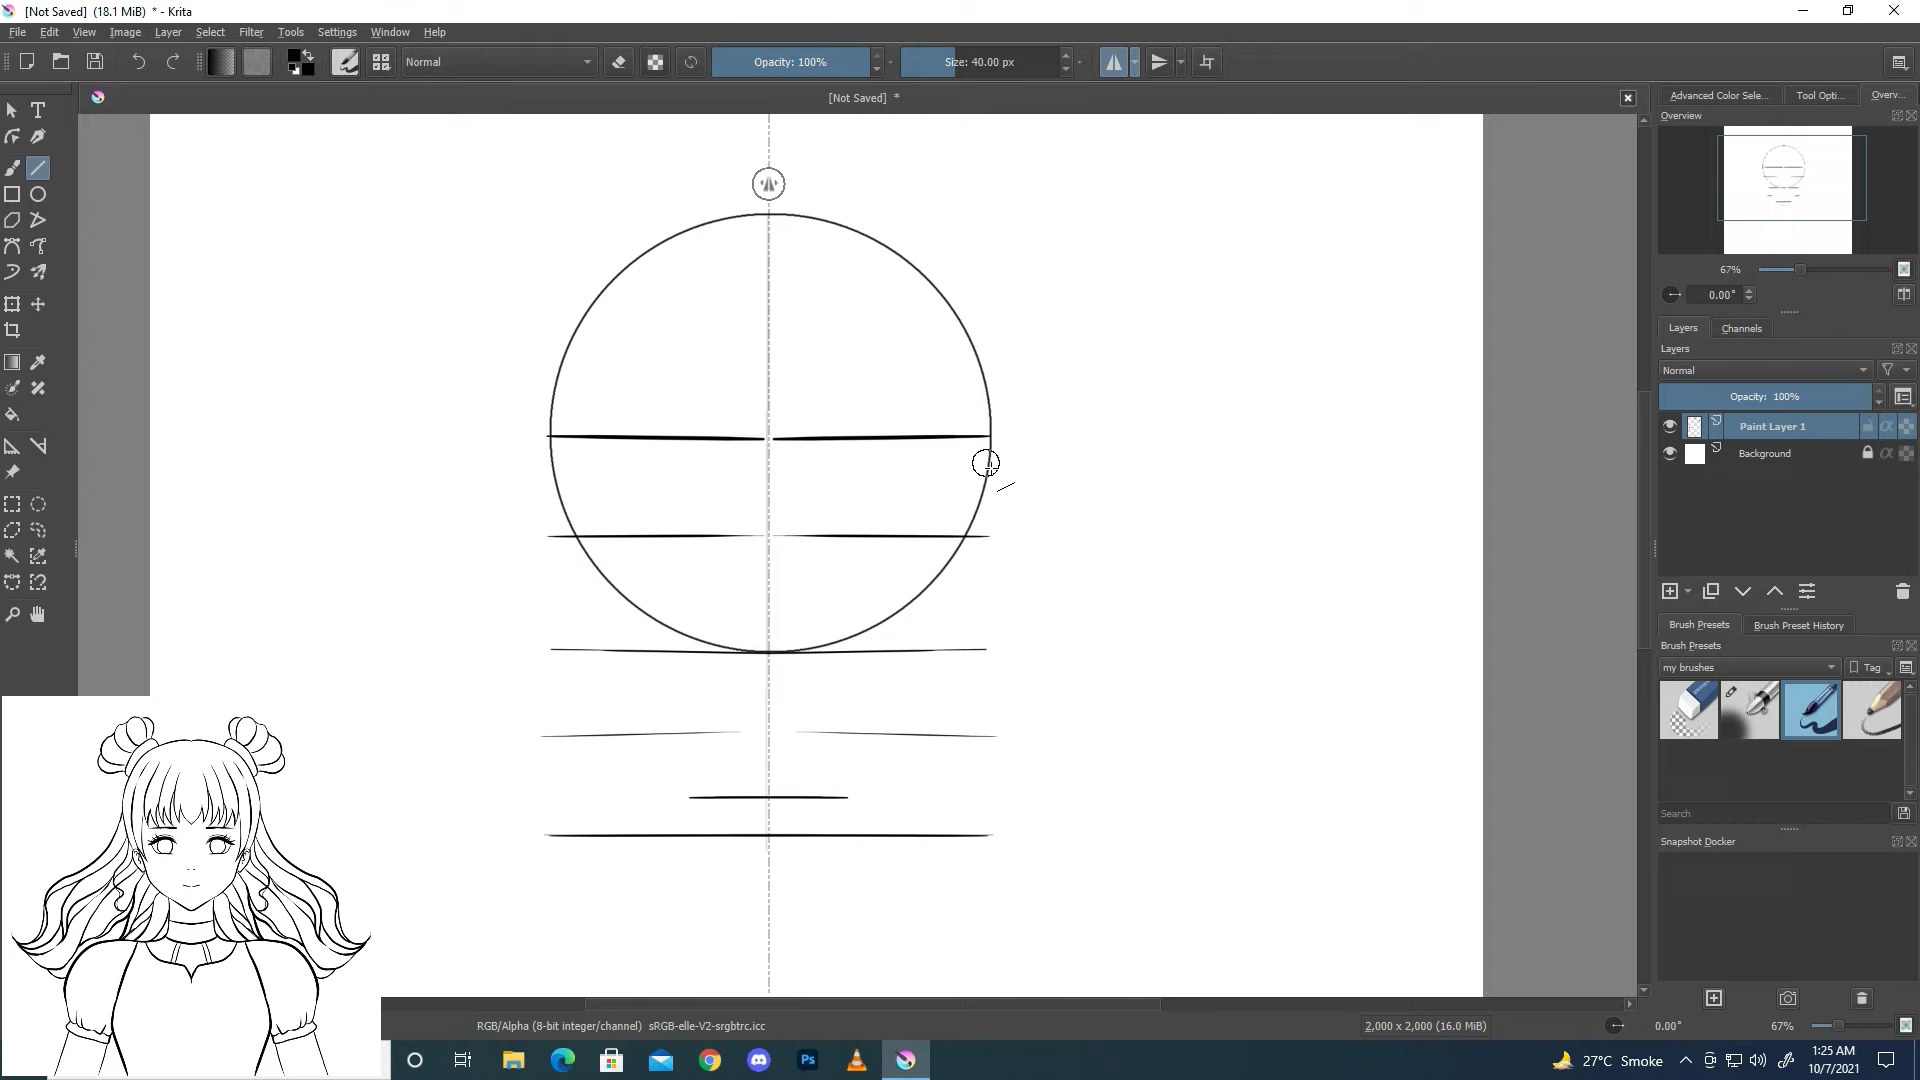 [Not Saved]  (18.1 MiB)  * - Krita
File Edit View Image Layer Select Filter Tools Settings Window Help
Normal Opacity: 100% Size: 40.00 px
[Not Saved]  *
Advanced Color Sele... Tool Opti... Overv...
Overview
67%
0.00°
Layers Channels
Layers
Normal
Opacity:  100%
Paint Layer 1
Background
Brush Presets Brush Preset History
Brush Presets
my brushes Tag
Search
Snapshot Docker
RGB/Alpha (8-bit integer/channel)  sRGB-elle-V2-srgbtrc.icc 2,000 x 2,000 (16.0 MiB) 0.00° 67%
Ps 27°C  Smoke 1:25 AM
10/7/2021